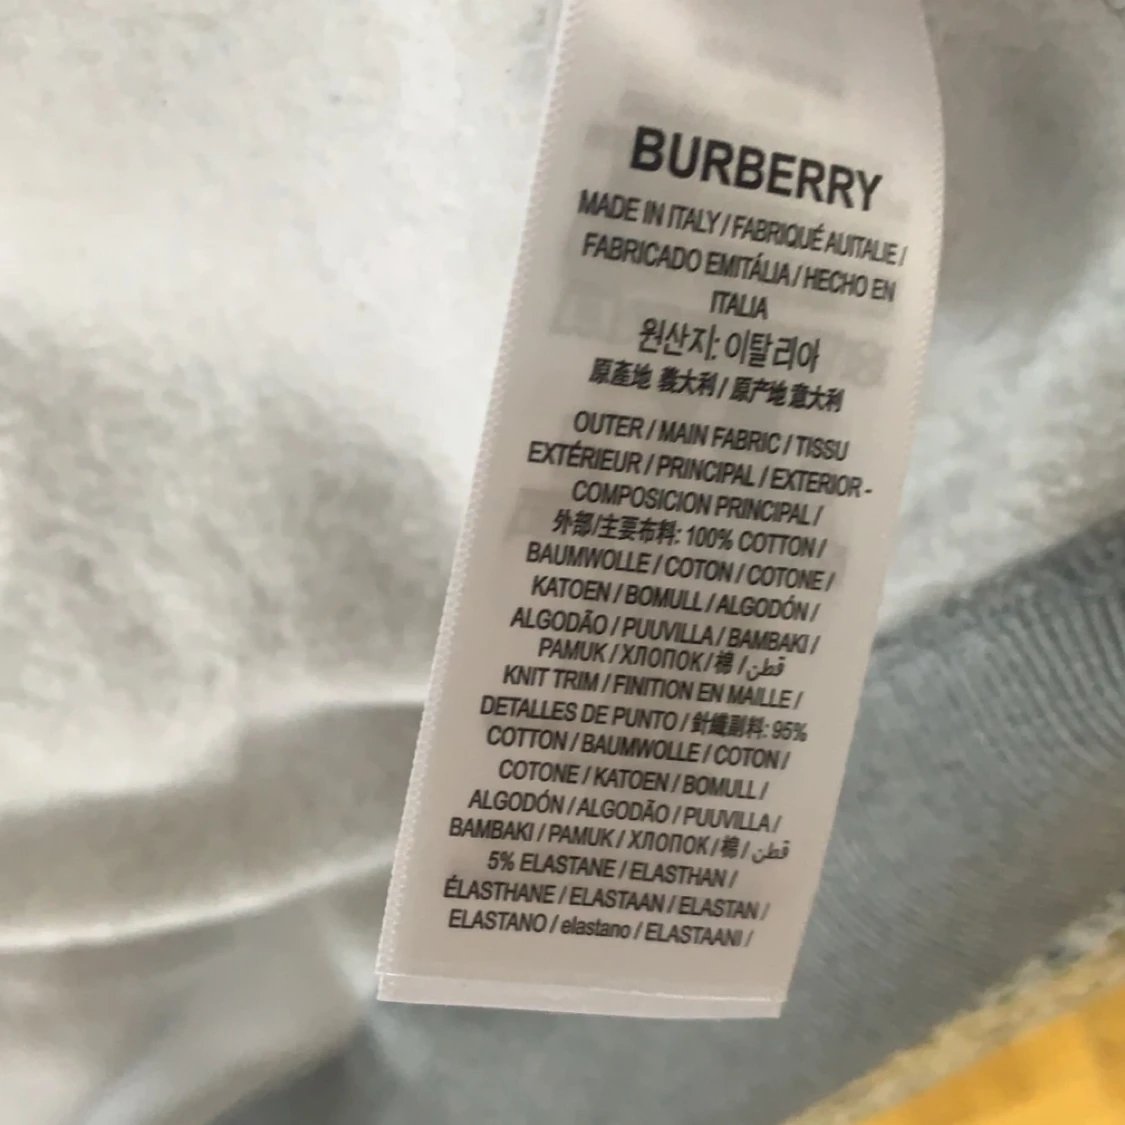 BURBERRY
MADE IN ITALY / FABRIQUÉ AUITALIE /
FABRICADO EMITÁLIA / HECHO EN
ITALIA
원산지: 이탈리아
原產地 義大利 / 原产地 意大利
OUTER / MAIN FABRIC / TISSU
EXTÉRIEUR / PRINCIPAL / EXTERIOR -
COMPOSICION PRINCIPAL /
外部/主要布料: 100% COTTON /
BAUMWOLLE / COTON / COTONE /
KATOEN / BOMULL / ALGODÓN /
ALGODÃO / PUUVILLA / BAMBAKI /
PAMUK / ХЛОПОК / 棉 / قطن
KNIT TRIM / FINITION EN MAILLE /
DETALLES DE PUNTO / 針織副料: 95%
COTTON / BAUMWOLLE / COTON /
COTONE / KATOEN / BOMULL /
ALGODÓN / ALGODÃO / PUUVILLA /
BAMBAKI / PAMUK / ХЛОПОК / 棉 / قطن
5% ELASTANE / ELASTHAN /
ÉLASTHANE / ELASTAAN / ELASTAN /
ELASTANO / elastano / ELASTAANI /